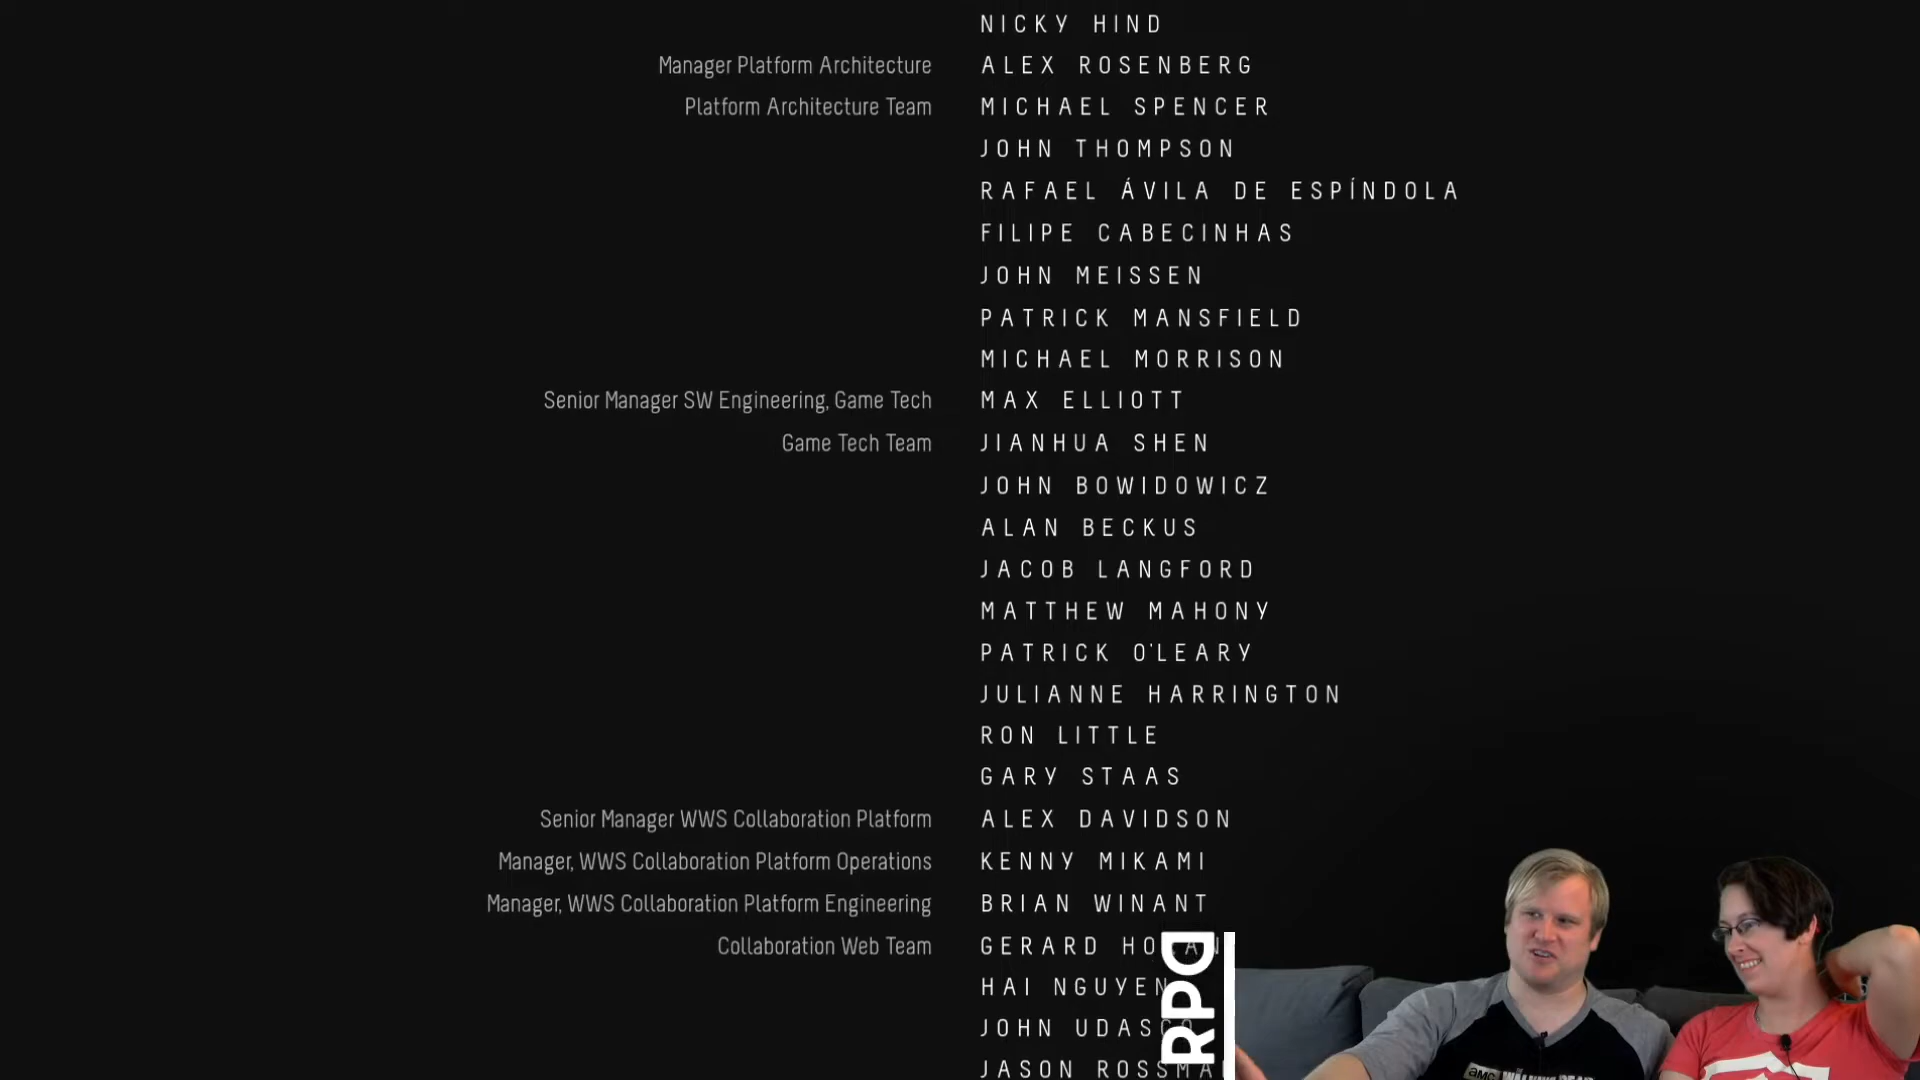 NICKY HIND
Manager Platform Architecture ALEX ROSENBERG
Platform Architecture Team MICHAEL SPENCER
JOHN THOMPSON
RAFAEL ÁVILA DE ESPÍNDOLA
FILIPE CABECINHAS
JOHN MEISSEN
PATRICK MANSFIELD
MICHAEL MORRISON
Senior Manager SW Engineering, Game Tech MAX ELLIOTT
Game Tech Team JIANHUA SHEN
JOHN BOWIDOWICZ
ALAN BECKUS
JACOB LANGFORD
MATTHEW MAHONY
PATRICK O'LEARY
JULIANNE HARRINGTON
RON LITTLE
GARY STAAS
Senior Manager WWS Collaboration Platform ALEX DAVIDSON
Manager, WWS Collaboration Platform Operations KENNY MIKAMI
Manager, WWS Collaboration Platform Engineering BRIAN WINANT
Collaboration Web Team GERARD
HAI NGUYEN
JOHN UDASCO
JASON
RPD
aMC